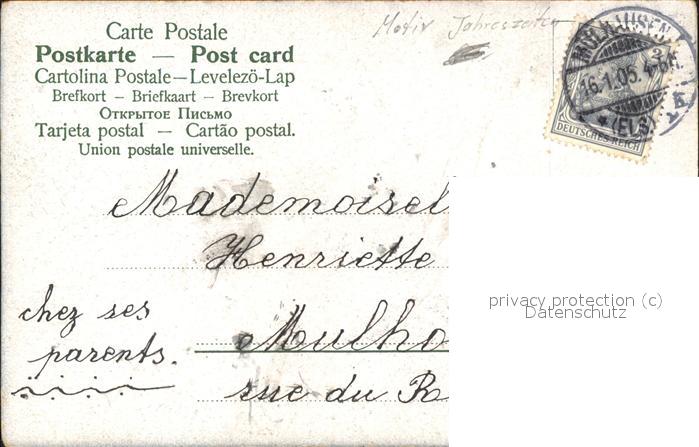 Carte Postale
Postkarte — Post card
Cartolina Postale — Levelező-Lap
Brefkort — Briefkaart — Brevkort
Открытое Письмо
Tarjeta postal — Cartão postal.
Union postale universelle.
Motiv Jahreszeiten
MÜLHAUSEN
16.1.05. 4-5N.
* (ELS)
DEUTSCHES REICH
Mademoisel
Henriette
chez ses
parents.
Mulho
rue du R
privacy protection (c)
Datenschutz